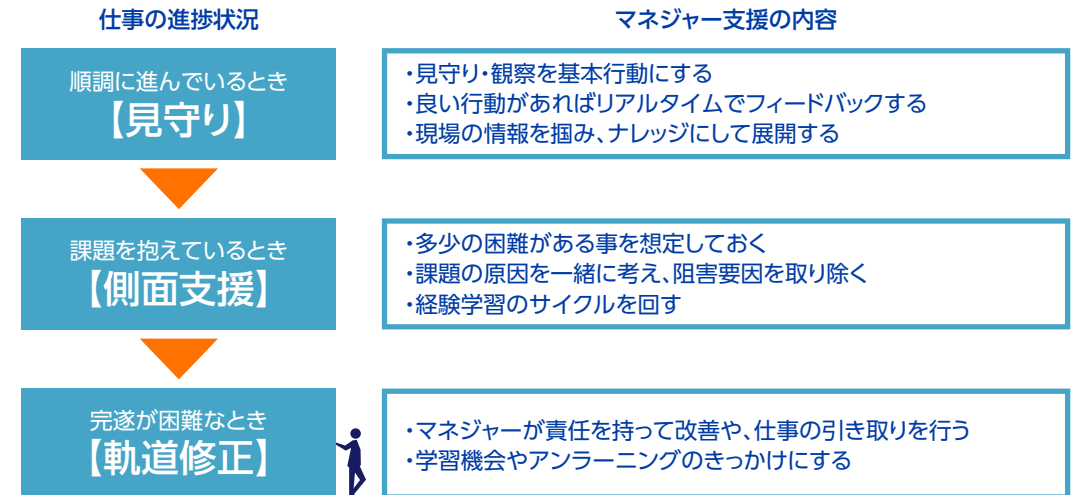 仕事の進捗状況
マネジャー支援の内容
順調に進んでいるとき
【見守り】
・見守り・観察を基本行動にする
・良い行動があればリアルタイムでフィードバックする
・現場の情報を掴み、ナレッジにして展開する
課題を抱えているとき
【側面支援】
・多少の困難がある事を想定しておく
・課題の原因を一緒に考え、阻害要因を取り除く
・経験学習のサイクルを回す
完遂が困難なとき
【軌道修正】
・マネジャーが責任を持って改善や、仕事の引き取りを行う
・学習機会やアンラーニングのきっかけにする